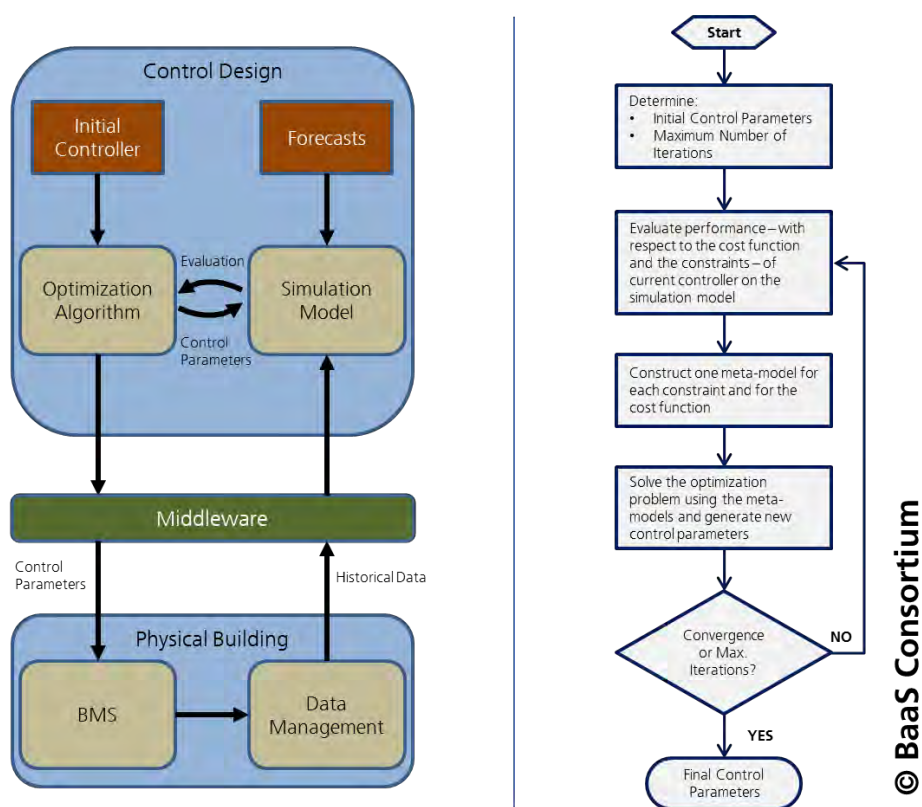 Control Design
Initial
Controller
Forecasts
Optimization
Algorithm
Evaluation
Control
Parameters
Simulation
Model
Middleware
Control
Parameters
Historical Data
Physical Building
BMS
Data
Management
Start
Determine:
• Initial Control Parameters
• Maximum Number of
Iterations
Evaluate performance – with
respect to the cost function
and the constraints – of
current controller on the
simulation model
Construct one meta-model for
each constraint and for the
cost function
Solve the optimization
problem using the meta-
models and generate new
control parameters
Convergence
or Max.
Iterations?
NO
YES
Final Control
Parameters
© BaaS Consortium